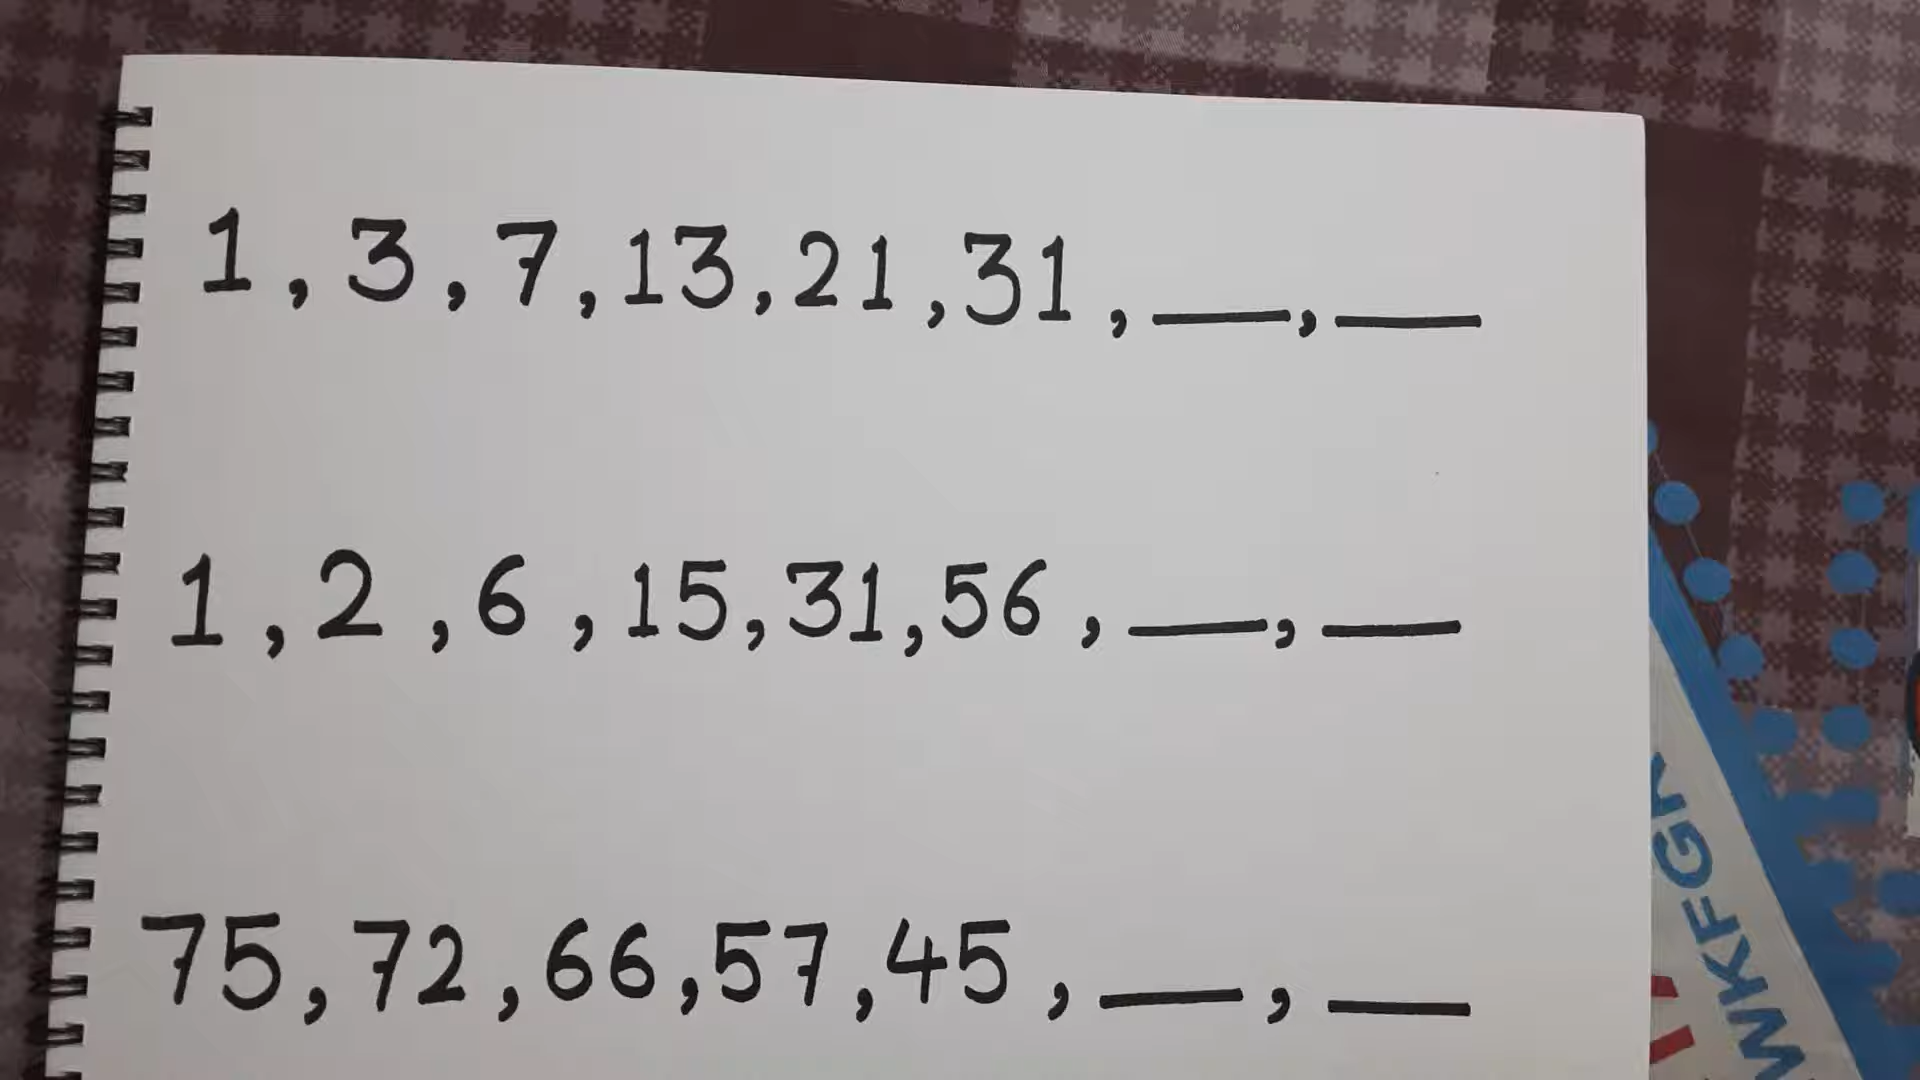 1, 3, 7, 13, 21, 31, __, __
1, 2, 6, 15, 31, 56, __, __
75, 72, 66, 57, 45, __, __
WKFGK